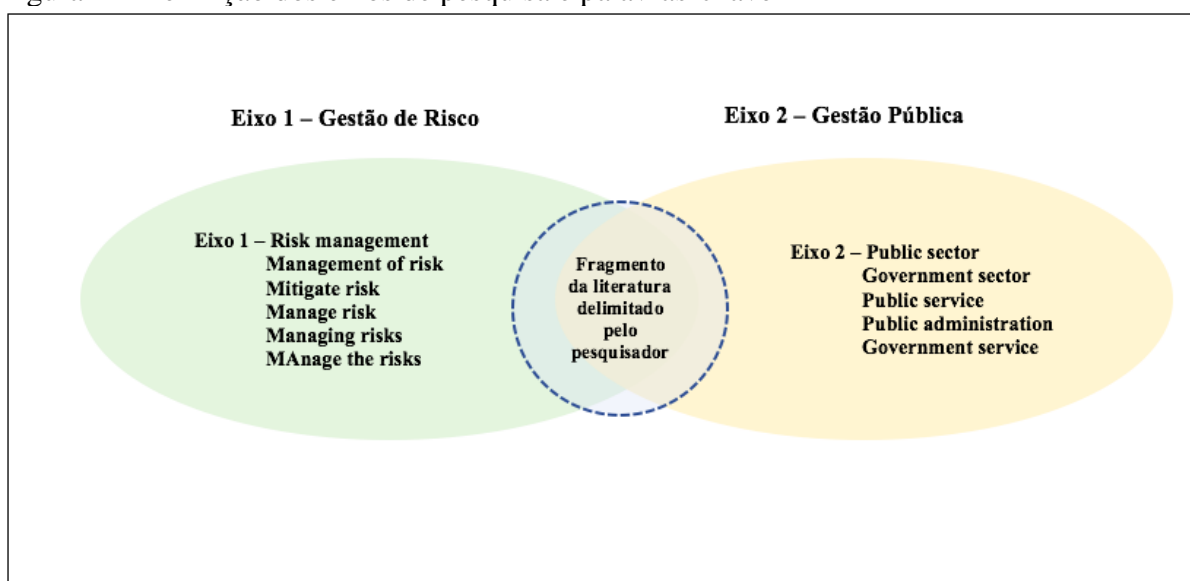 Eixo 1 – Gestão de Risco
Eixo 2 – Gestão Pública
Eixo 1 – Risk management
Management of risk
Mitigate risk
Manage risk
Managing risks
MAnage the risks
Fragmento
da literatura
delimitado
pelo
pesquisador
Eixo 2 – Public sector
Government sector
Public service
Public administration
Government service